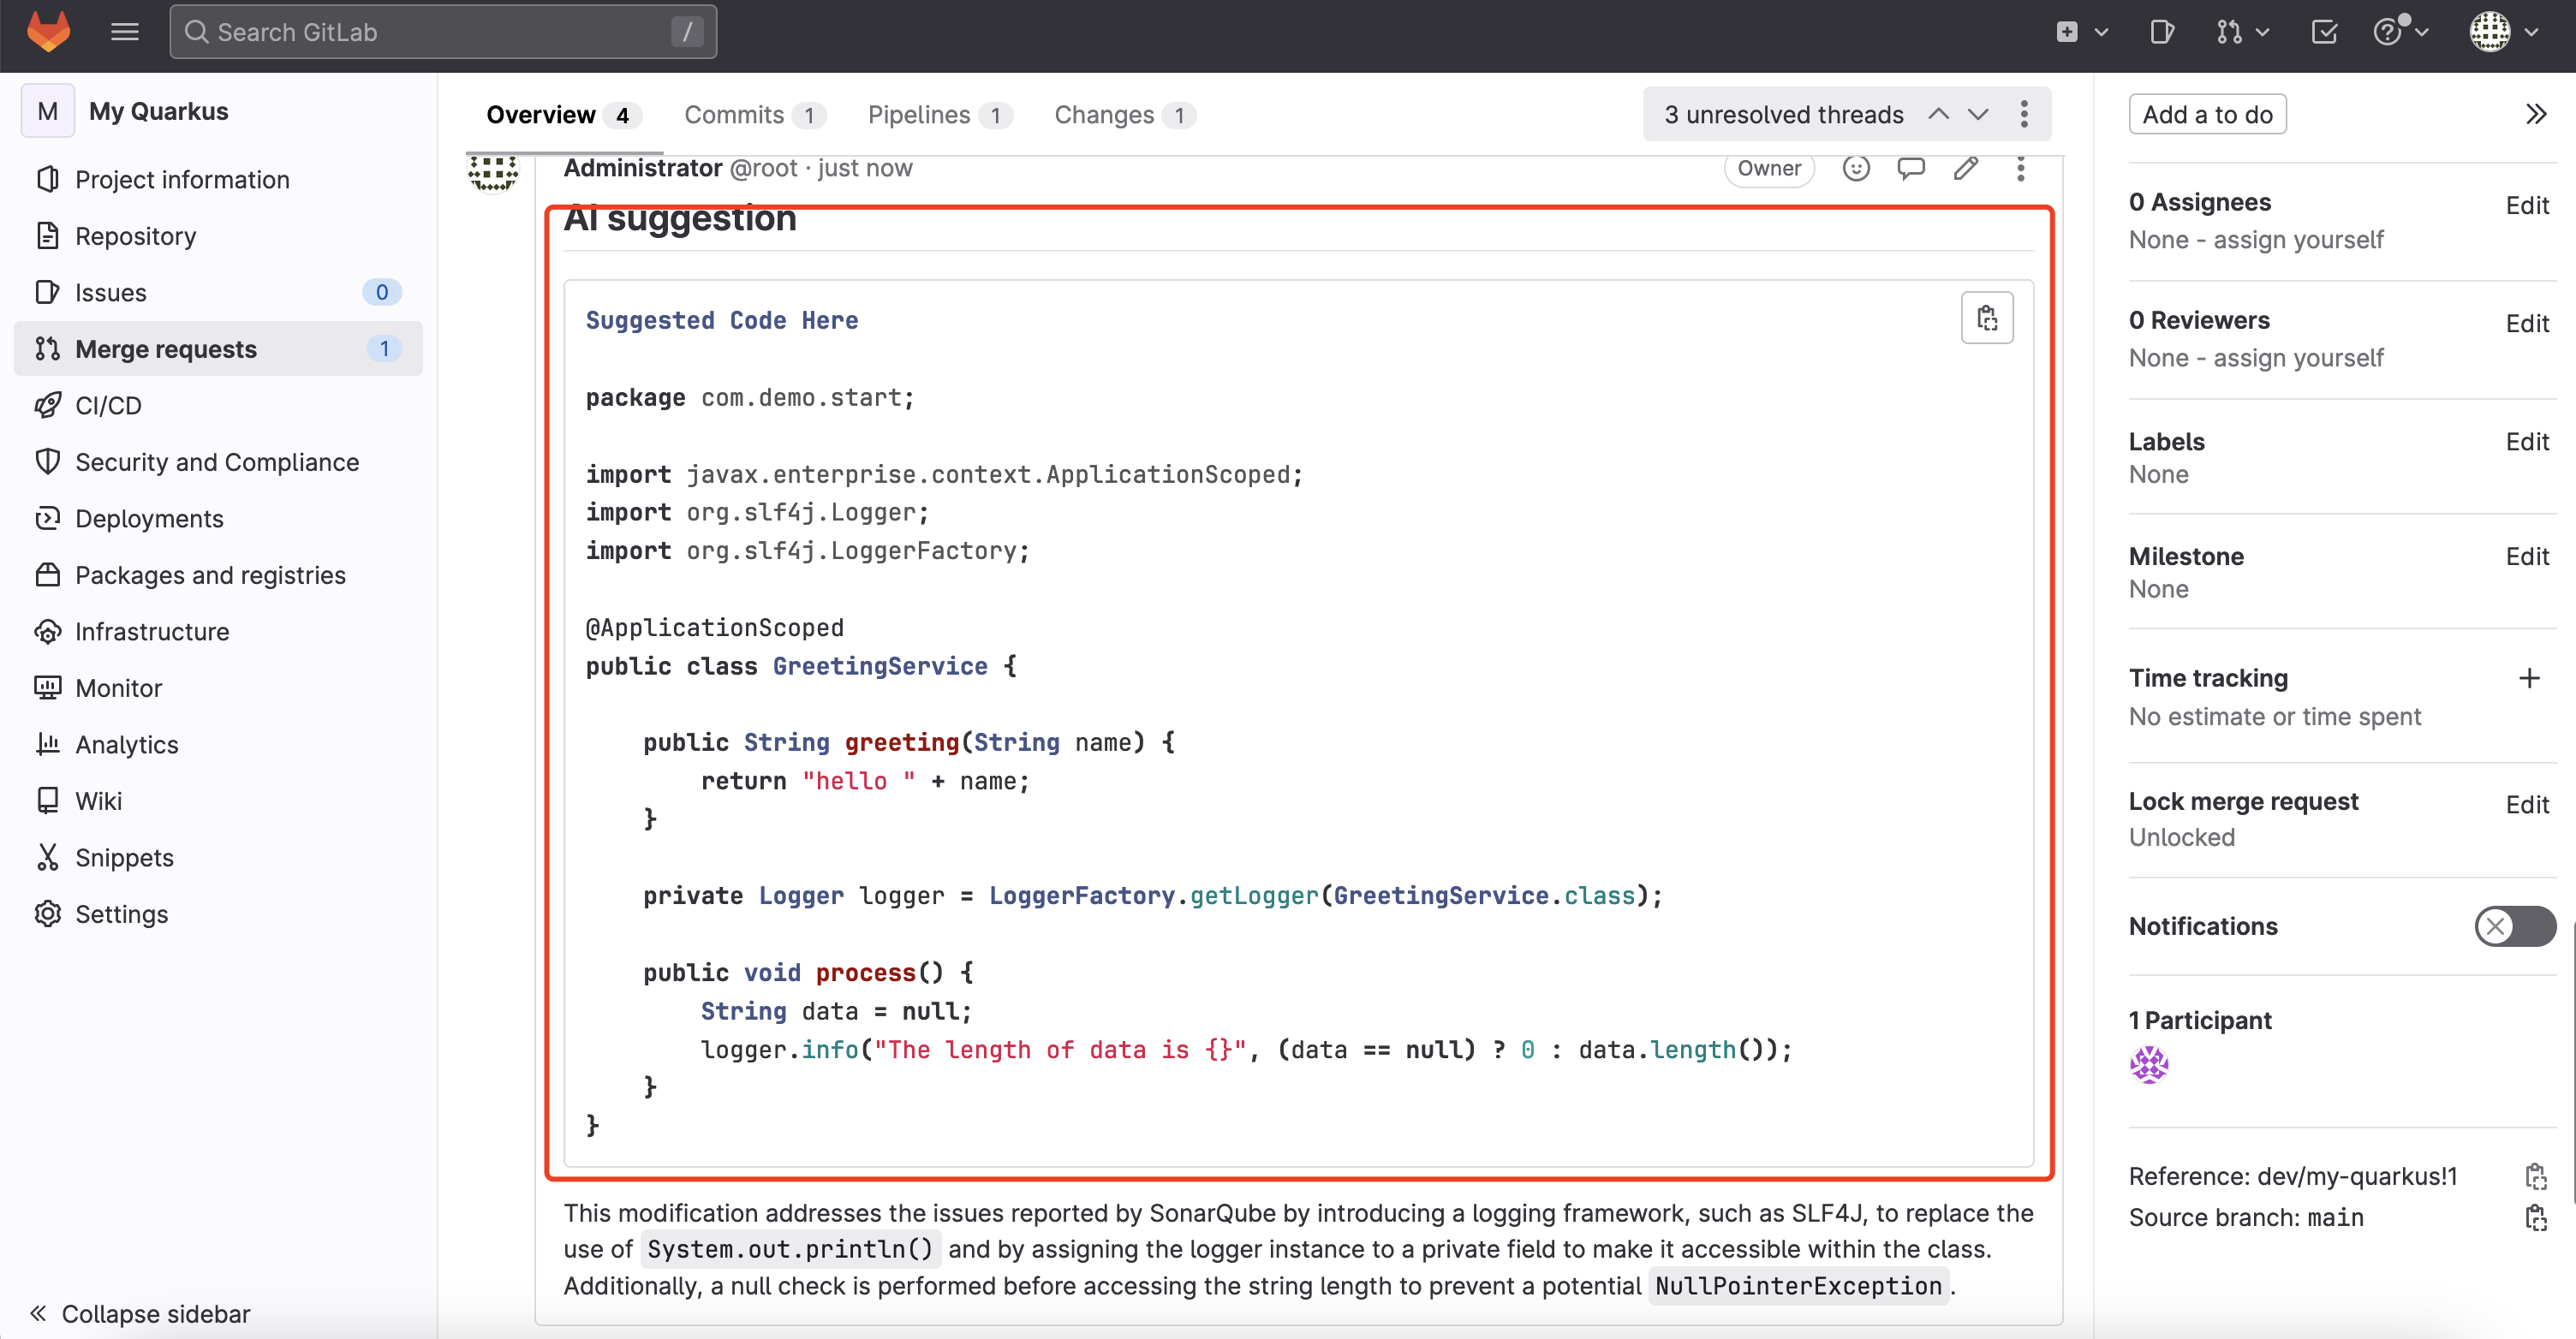 Search GitLab /
M My Quarkus
Project information
Repository
Issues 0
Merge requests 1
CI/CD
Security and Compliance
Deployments
Packages and registries
Infrastructure
Monitor
Analytics
Wiki
Snippets
Settings
Collapse sidebar
Overview 4 Commits 1 Pipelines 1 Changes 1
3 unresolved threads
Administrator @root · just now
Owner
AI suggestion
Suggested Code Here
package com.demo.start;
import javax.enterprise.context.ApplicationScoped;
import org.slf4j.Logger;
import org.slf4j.LoggerFactory;
@ApplicationScoped
public class GreetingService {
public String greeting(String name) {
return "hello " + name;
}
private Logger logger = LoggerFactory.getLogger(GreetingService.class);
public void process() {
String data = null;
logger.info("The length of data is {}", (data == null) ? 0 : data.length());
}
}
This modification addresses the issues reported by SonarQube by introducing a logging framework, such as SLF4J, to replace the
use of System.out.println() and by assigning the logger instance to a private field to make it accessible within the class.
Additionally, a null check is performed before accessing the string length to prevent a potential NullPointerException.
Add a to do
0 Assignees Edit
None - assign yourself
0 Reviewers Edit
None - assign yourself
Labels Edit
None
Milestone Edit
None
Time tracking
No estimate or time spent
Lock merge request Edit
Unlocked
Notifications
1 Participant
Reference: dev/my-quarkus!1
Source branch: main